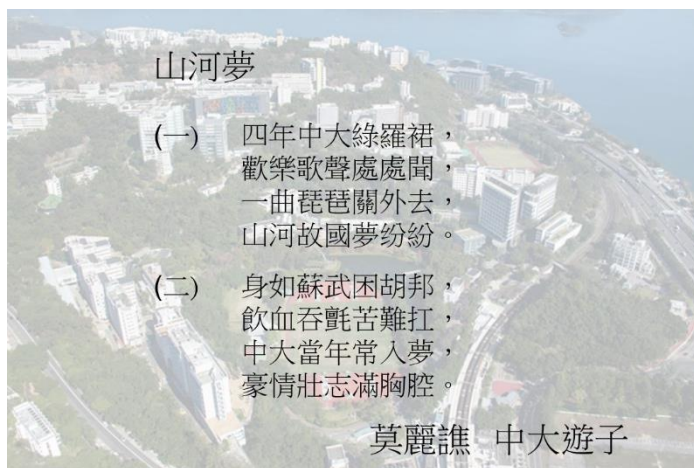 山河夢
(一) 四年中大綠羅裙，
歡樂歌聲處處聞，
一曲琵琶關外去，
山河故國夢纷紛。
(二) 身如蘇武困胡邦，
飲血吞氈苦難扛，
中大當年常入夢，
豪情壯志滿胸腔。
莫麗譙 中大遊子